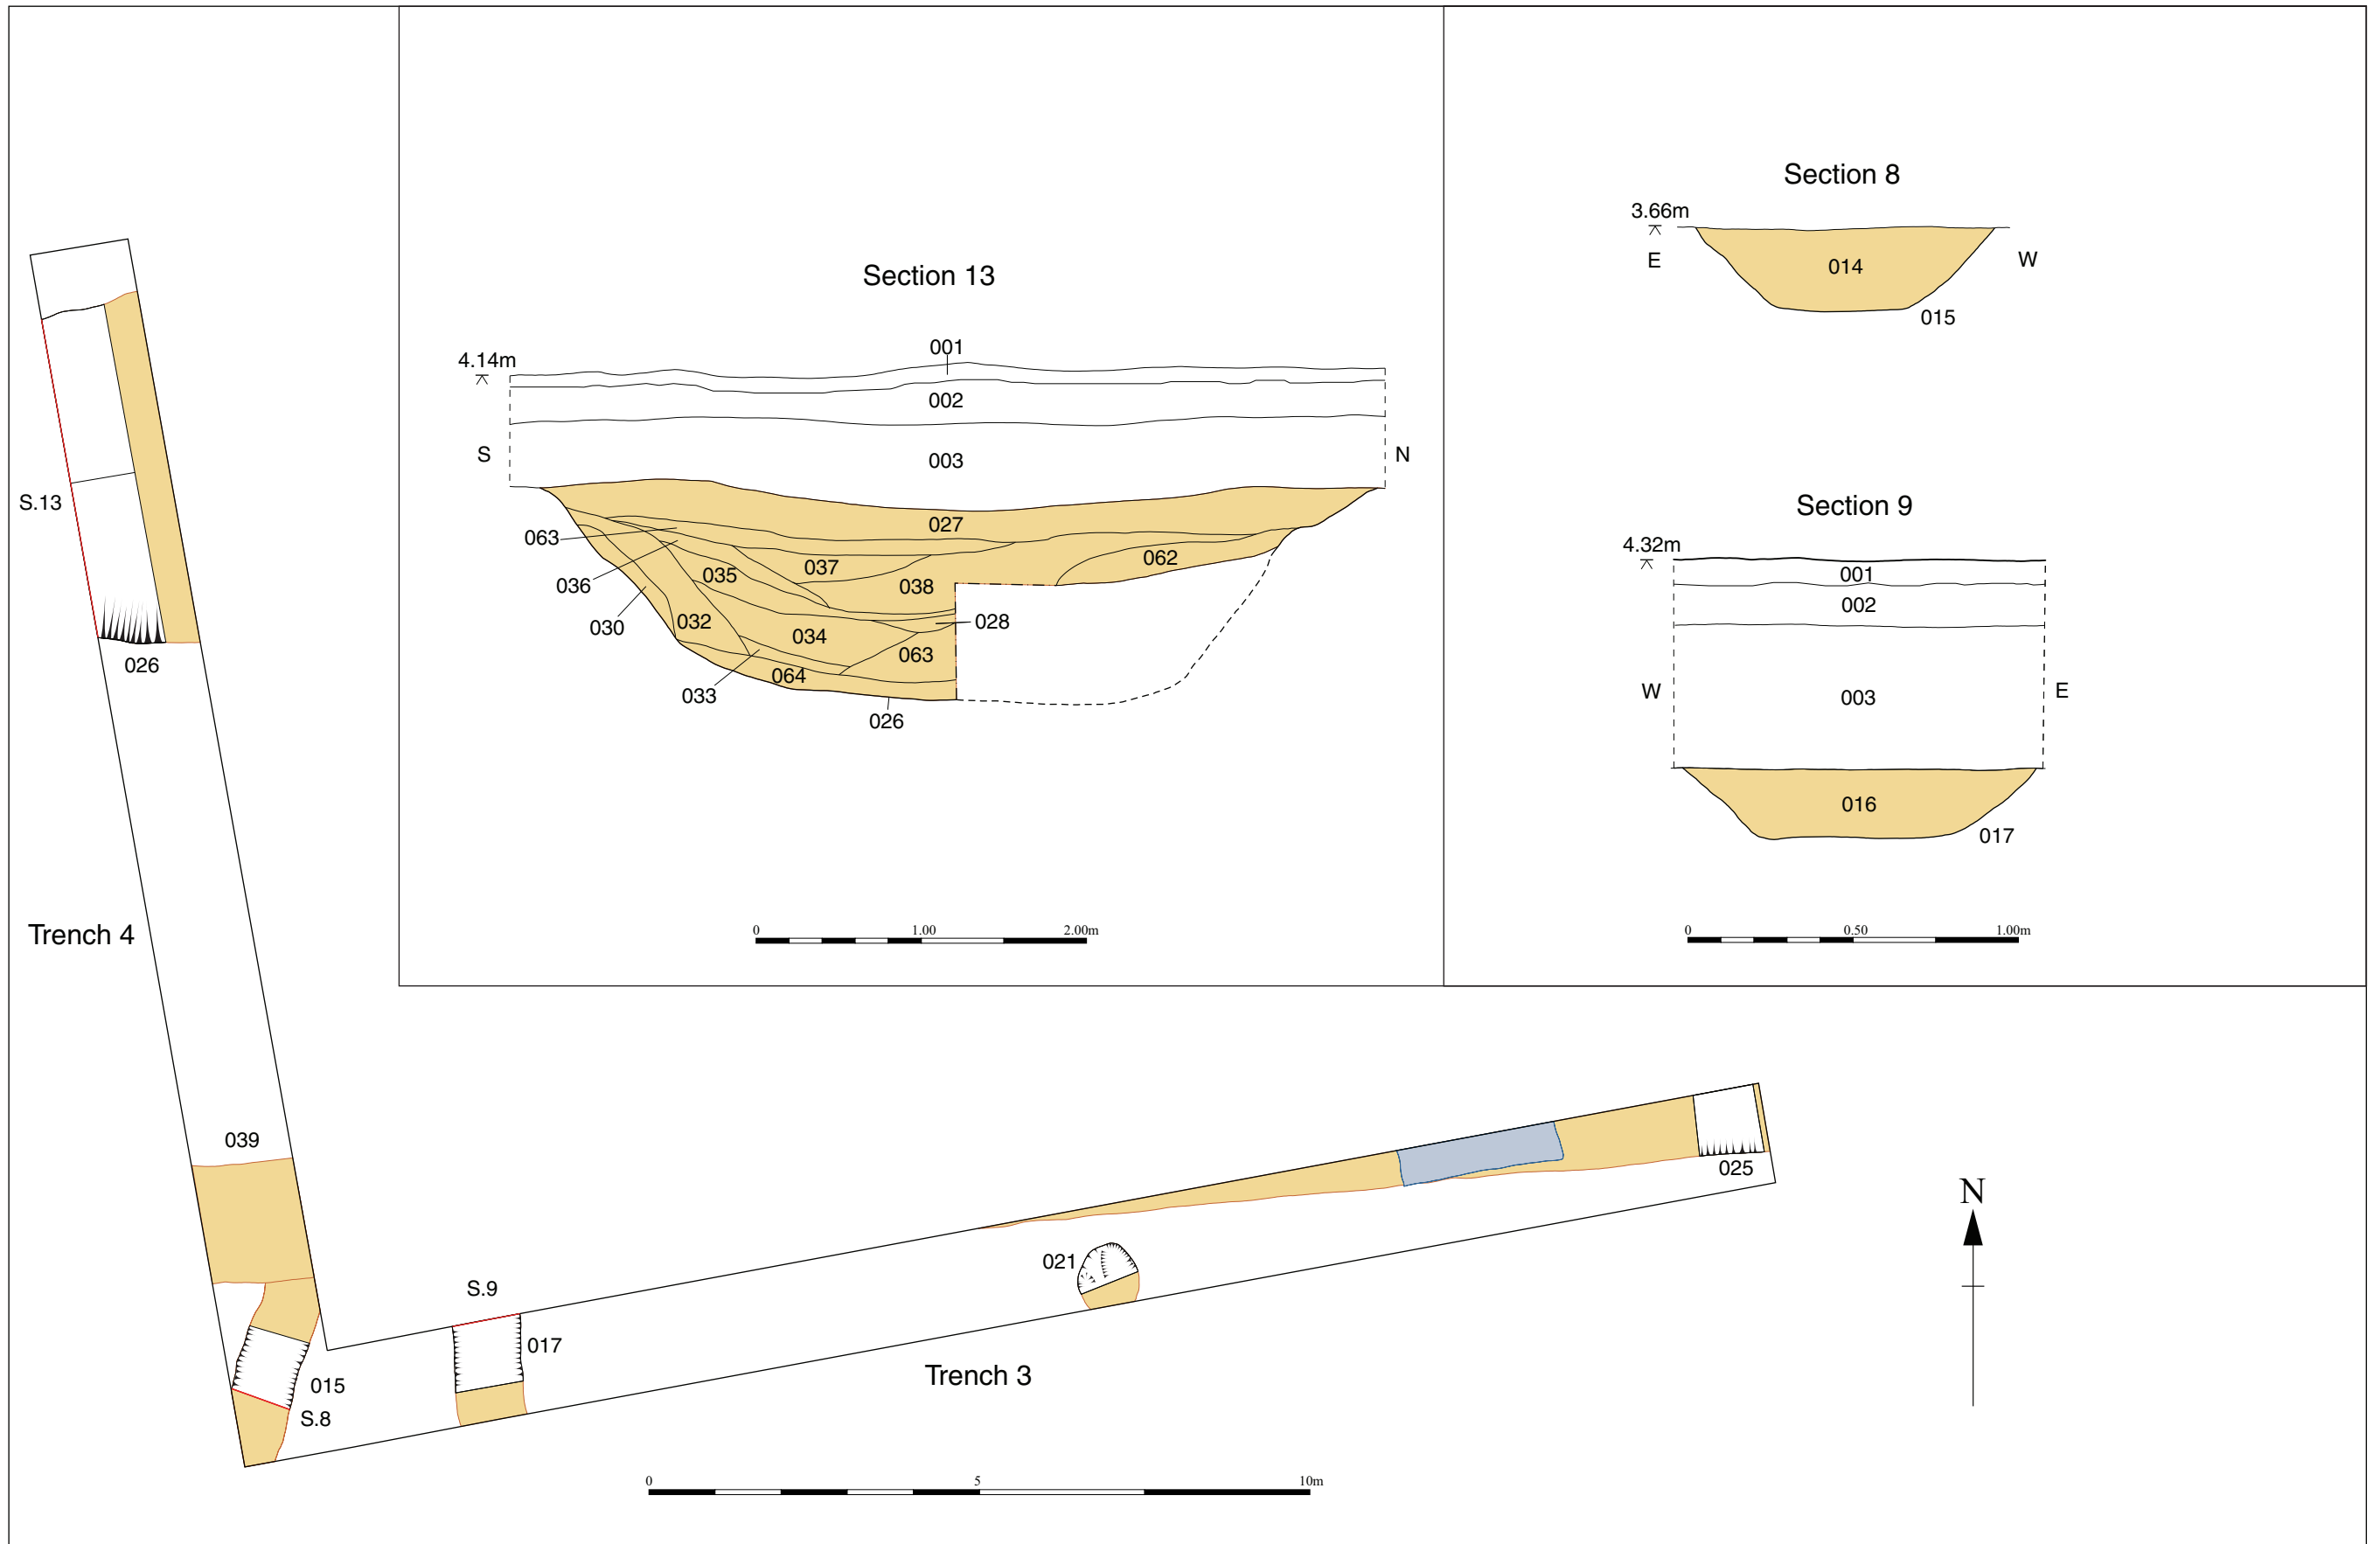 Section 13
4.14m
001
002
S
003
N
027
063
036
035
037
038
062
030
032
034
028
063
033
064
026
0 1.00 2.00m
Section 8
3.66m
E
014
W
015
Section 9
4.32m
001
002
W
003
E
016
017
0 0.50 1.00m
S.13
026
Trench 4
039
015
S.8
S.9
017
021
Trench 3
025
N
0 5 10m